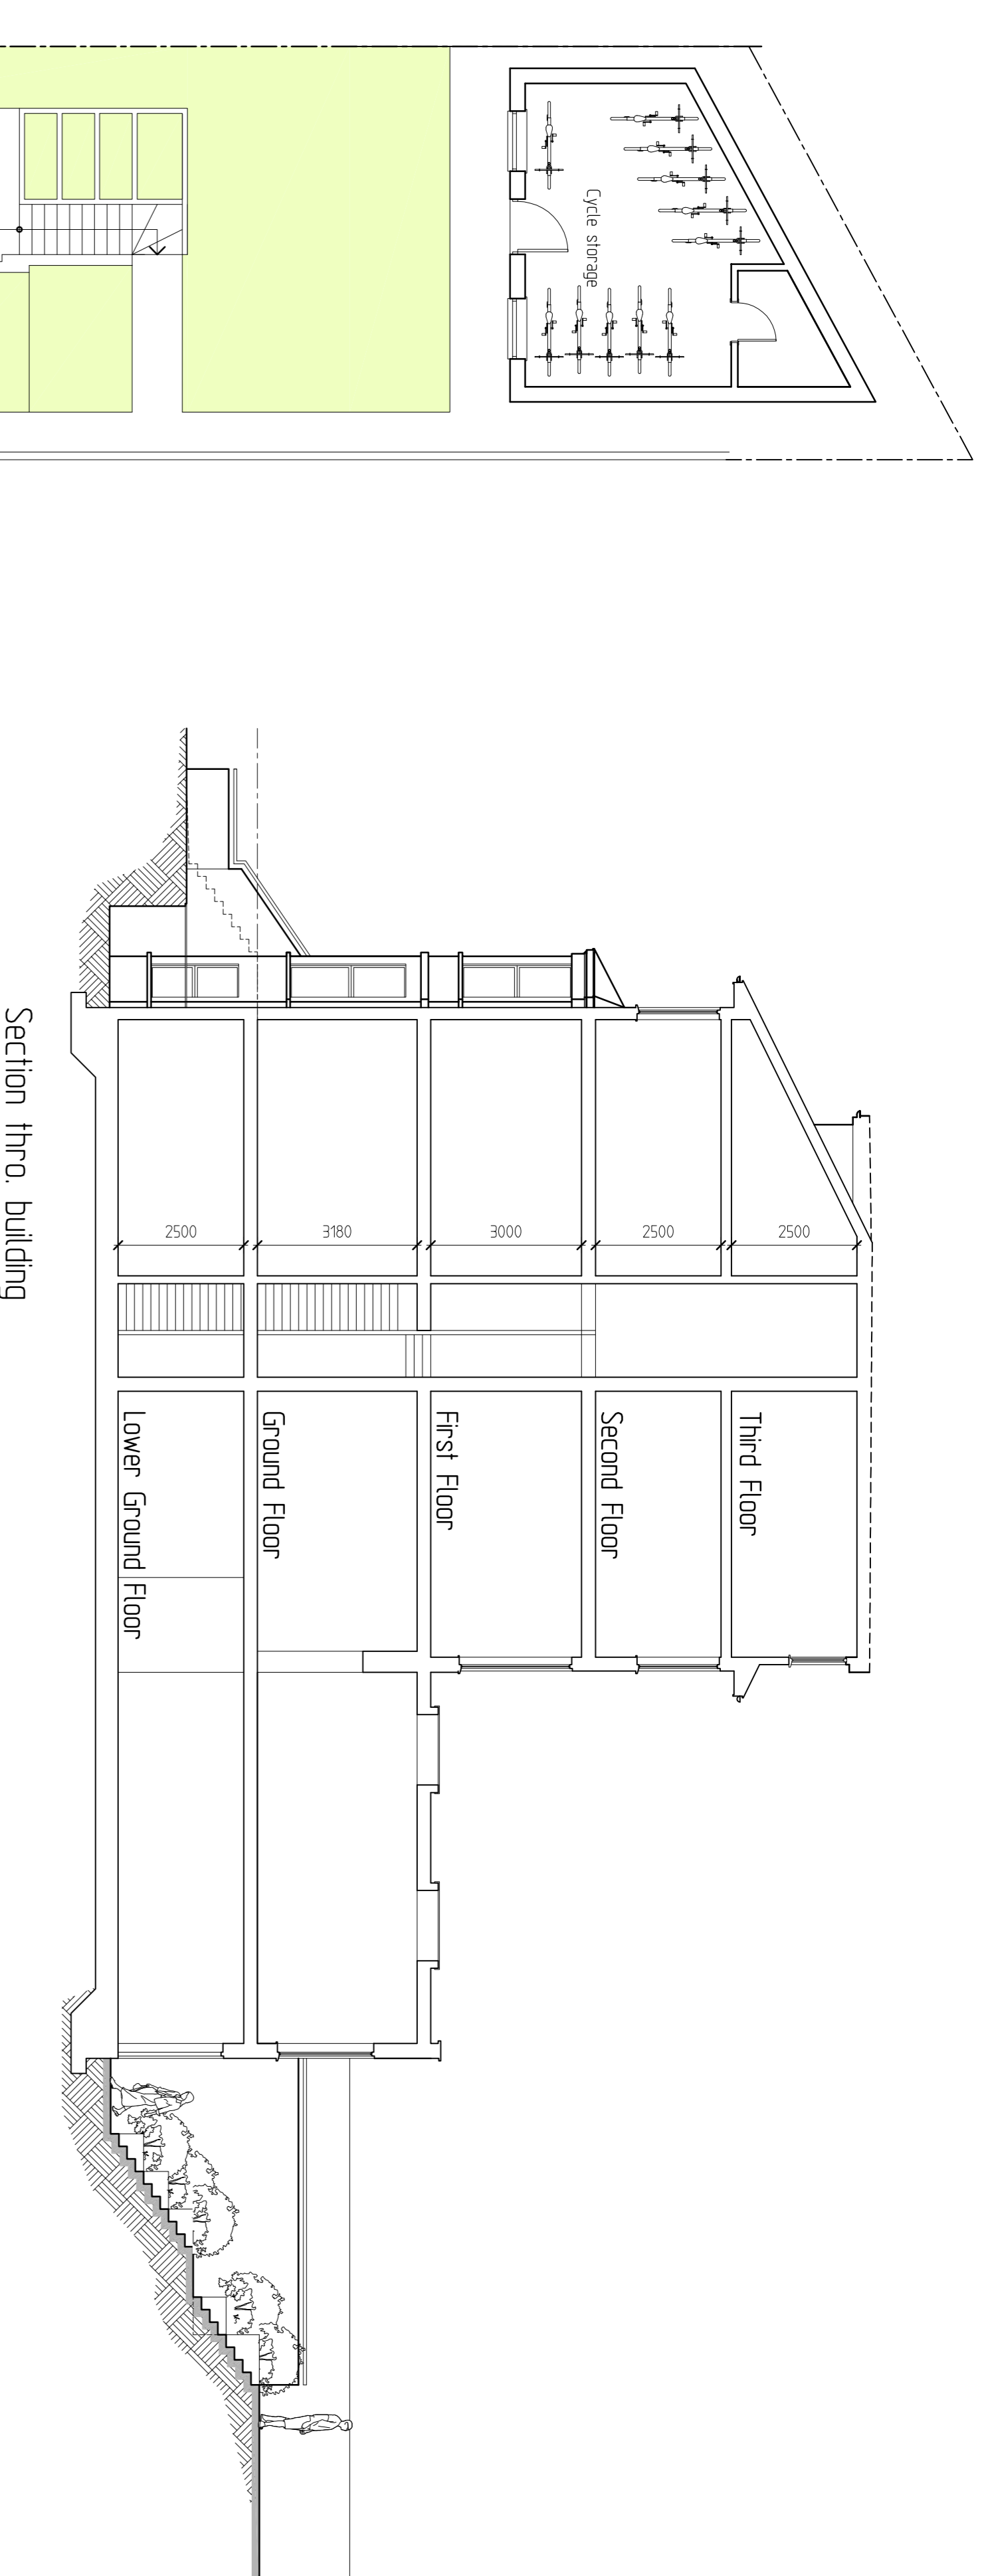 Cycle storage
2500
3180
3000
2500
2500
Third Floor
Second Floor
First Floor
Ground Floor
Lower Ground Floor
Section thro. building